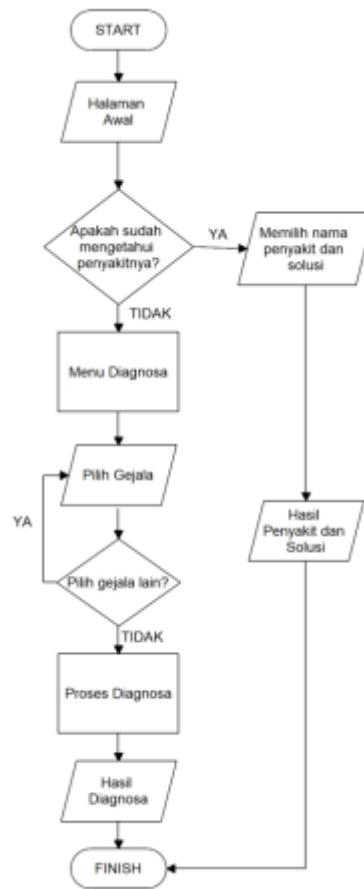 START
Halaman
Awal
Apakah sudah
mengetahui
penyakitnya?
YA
Memilih nama
penyakit dan
solusi
TIDAK
Menu Diagnosa
Pilih Gejala
YA
Hasil
Penyakit dan
Solusi
Pilih gejala lain?
TIDAK
Proses Diagnosa
Hasil
Diagnosa
FINISH